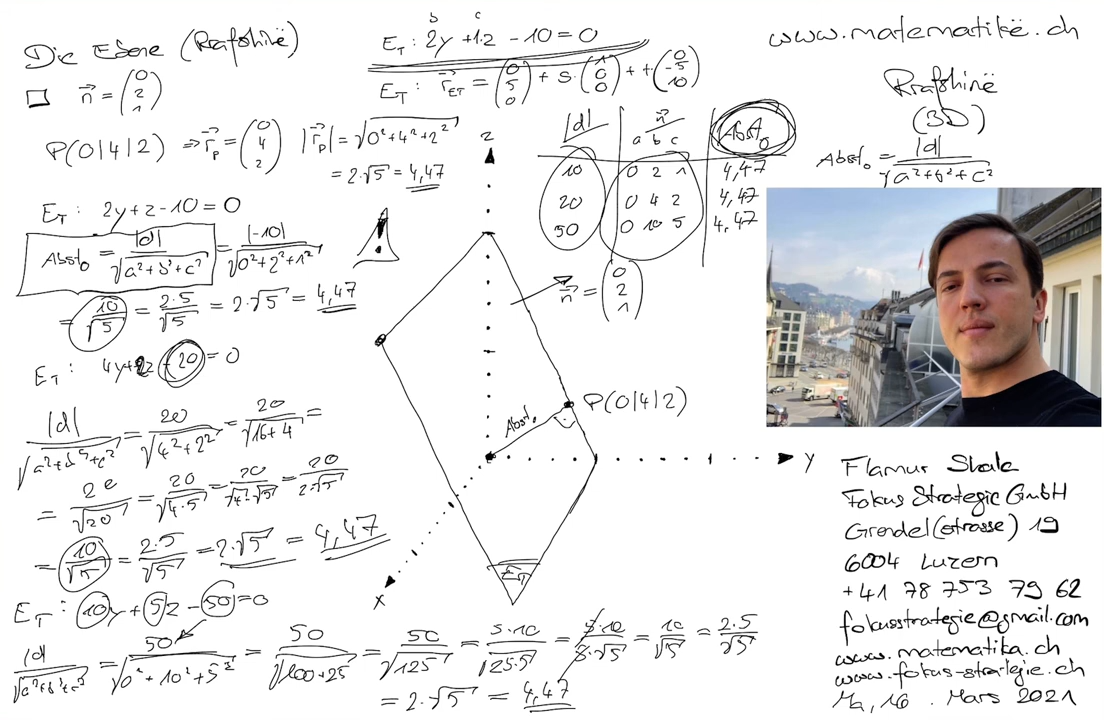 Die Ebene (Rrafshinë)
□ n⃗ = (0 2 1)
P(0|4|2) ⇒ r⃗p = (0 4 2) |r⃗p| = √(0²+4²+2²)
= 2·√5 = 4,47
E_T : 2y+z-10=0
Abst₀ = |d|/√(a²+b²+c²) = |-10|/√(0²+2²+1²)
= 10/√5 = 2·5/√5 = 2·√5 = 4,47
E_T : 4y+2z-20=0
|d|/√(a²+b²+c²) = 20/√(4²+2²) = 20/√(16+4) =
= 20/√20 = 20/√(4·5) = 20/(√4·√5) = 20/(2·√5)
= 10/√5 = 2·5/√5 = 2·√5 = 4,47
E_T : 10y+5z-50=0
|d|/√(a²+b²+c²) = 50/√(0²+10²+5²) = 50/√(100+25) = 50/√125 = 5·10/√(25·5) = 5·10/(5·√5) = 10/√5 = 2·5/√5
= 2·√5 = 4,47
b c
E_T : 2y+1·z-10=0
E_T : r⃗ET = (0 5 0) + s·(1 0 0) + t·(0 -5 10)
|d| n⃗ Abst₀
a b c
10 0 2 1 4,47
20 0 4 2 4,47
50 0 10 5 4,47
n⃗ = (0 2 1)
z
!
P(0|4|2)
Abst₀
y
x
E_T
www.matematikë.ch
Rrafshinë
(3D)
Abst₀ = |d|/√(a²+b²+c²)
Flamur Shala
Fokus Strategie GmbH
Grendel(strasse) 19
6004 Luzern
+41 78 753 79 62
fokusstrategie@gmail.com
www.matematika.ch
www.fokus-strategie.ch
Ma, 16. Mars 2021